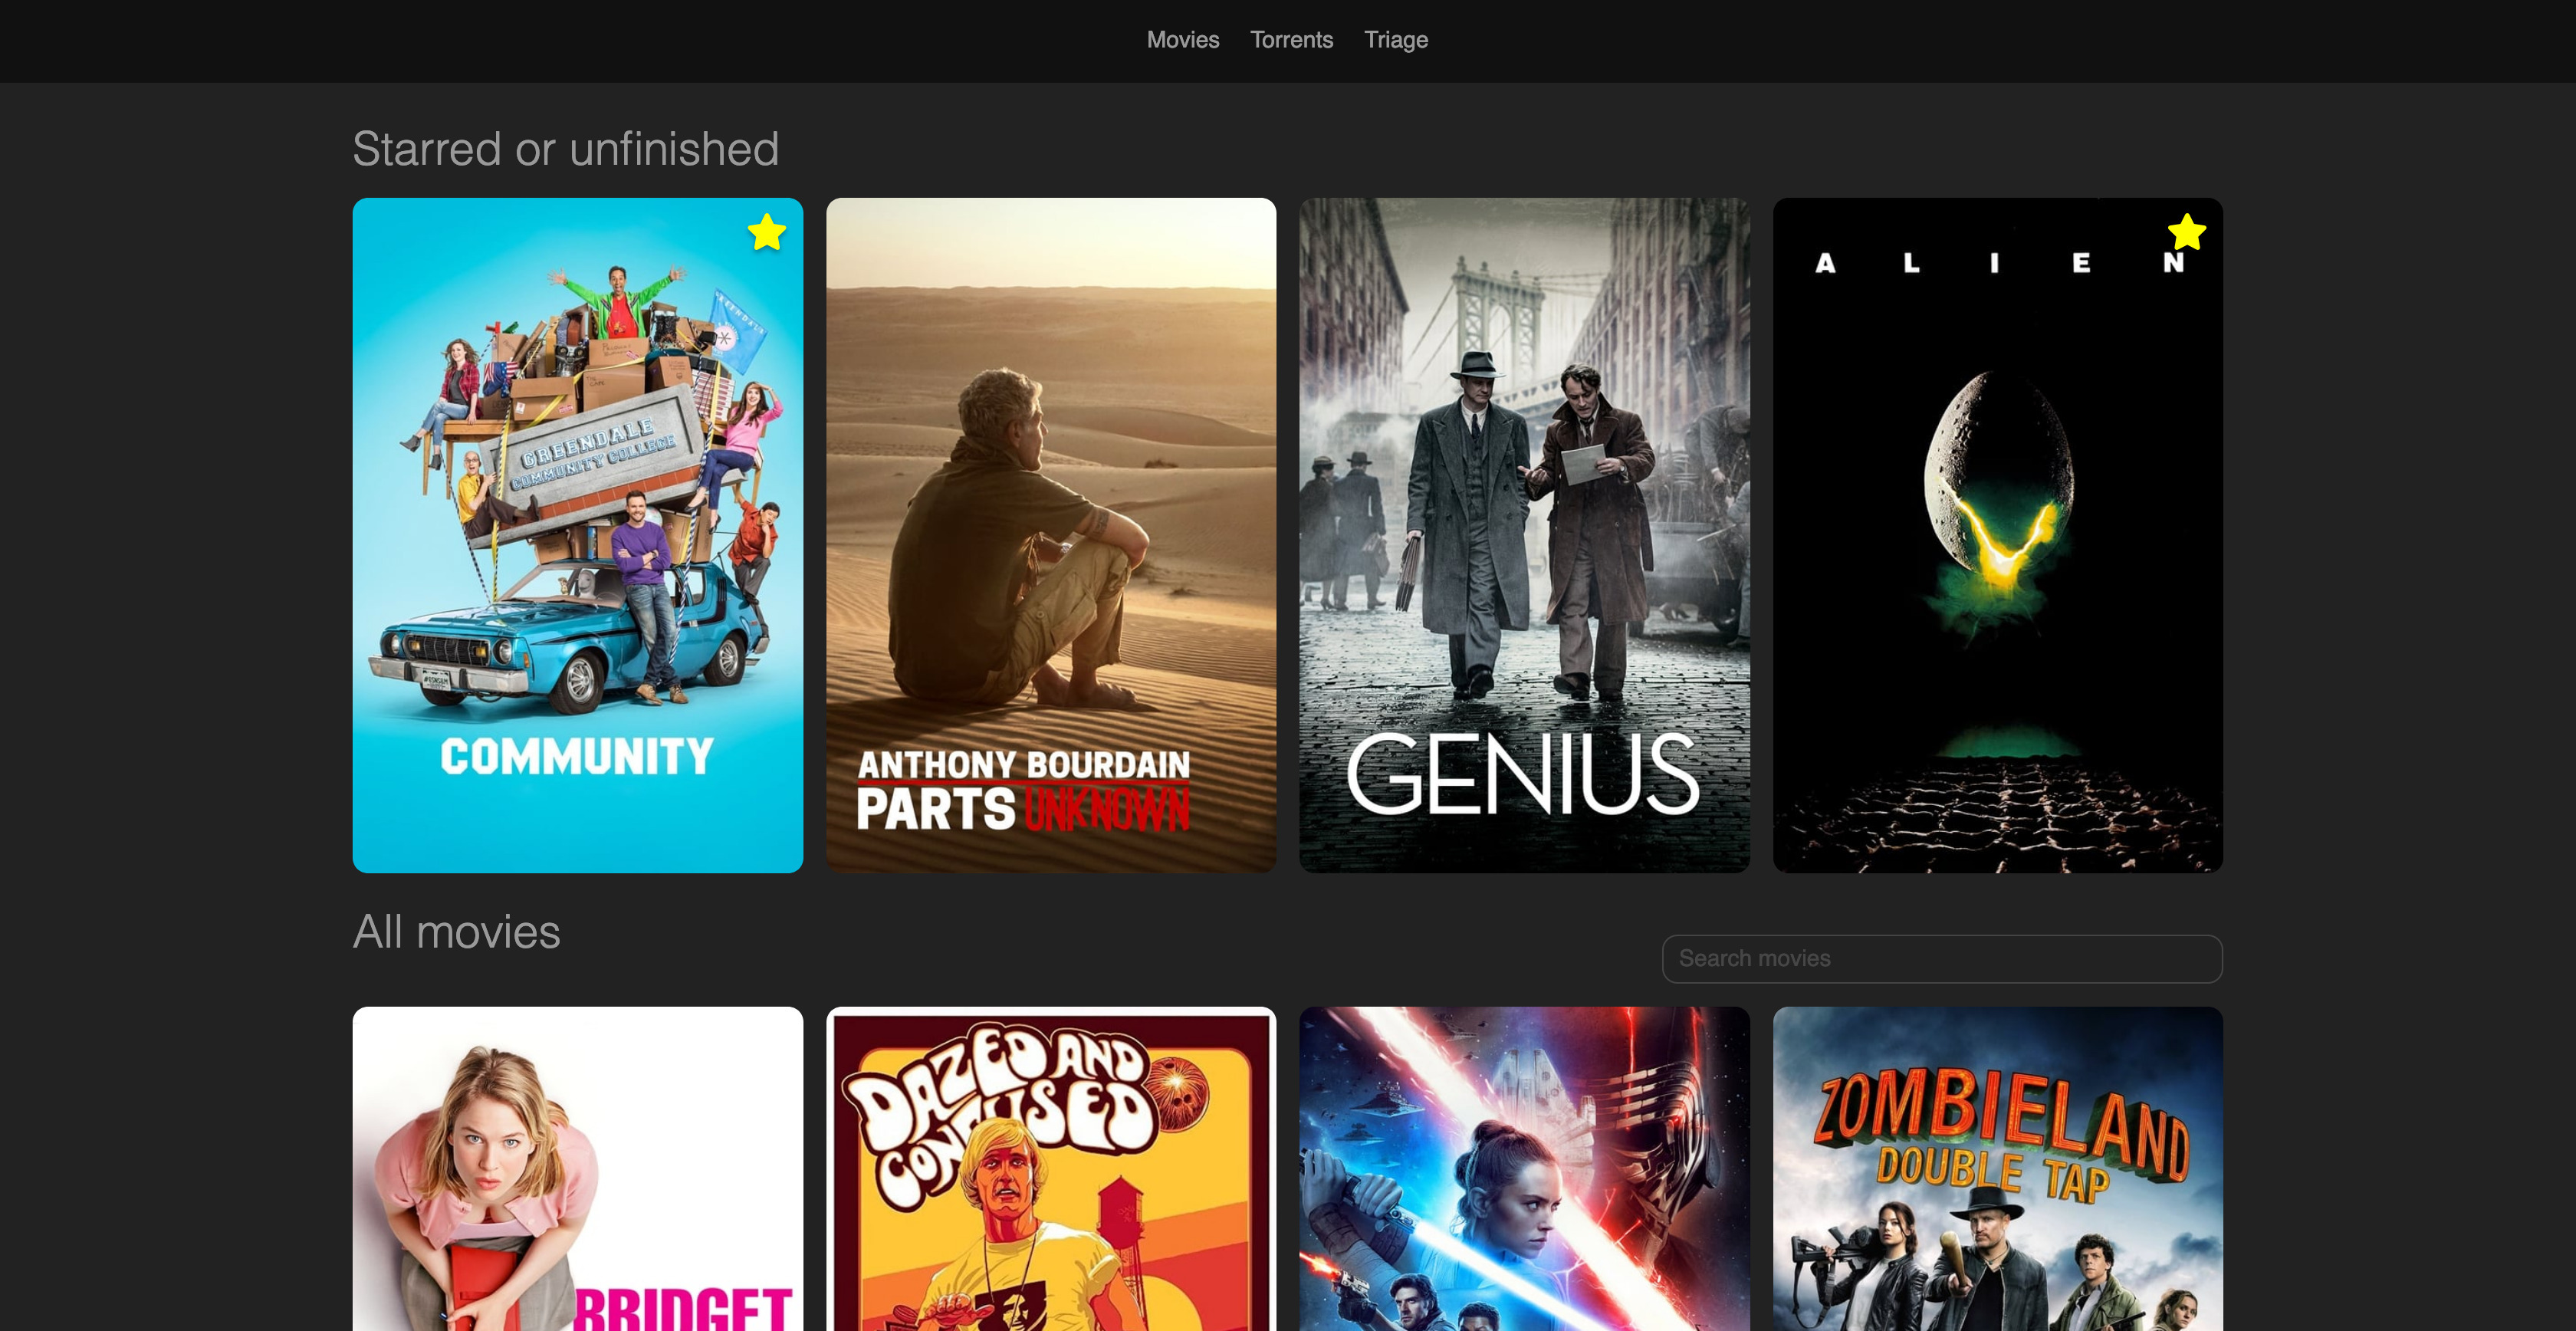 Movies Torrents Triage
Starred or unfinished
GREENDALE
COMMUNITY COLLEGE
COMMUNITY
ANTHONY BOURDAIN
PARTS UNKNOWN
GENIUS
A L I E N
All movies
Search movies
BRIDGET
DAZED AND
CONFUSED
ZOMBIELAND
DOUBLE TAP